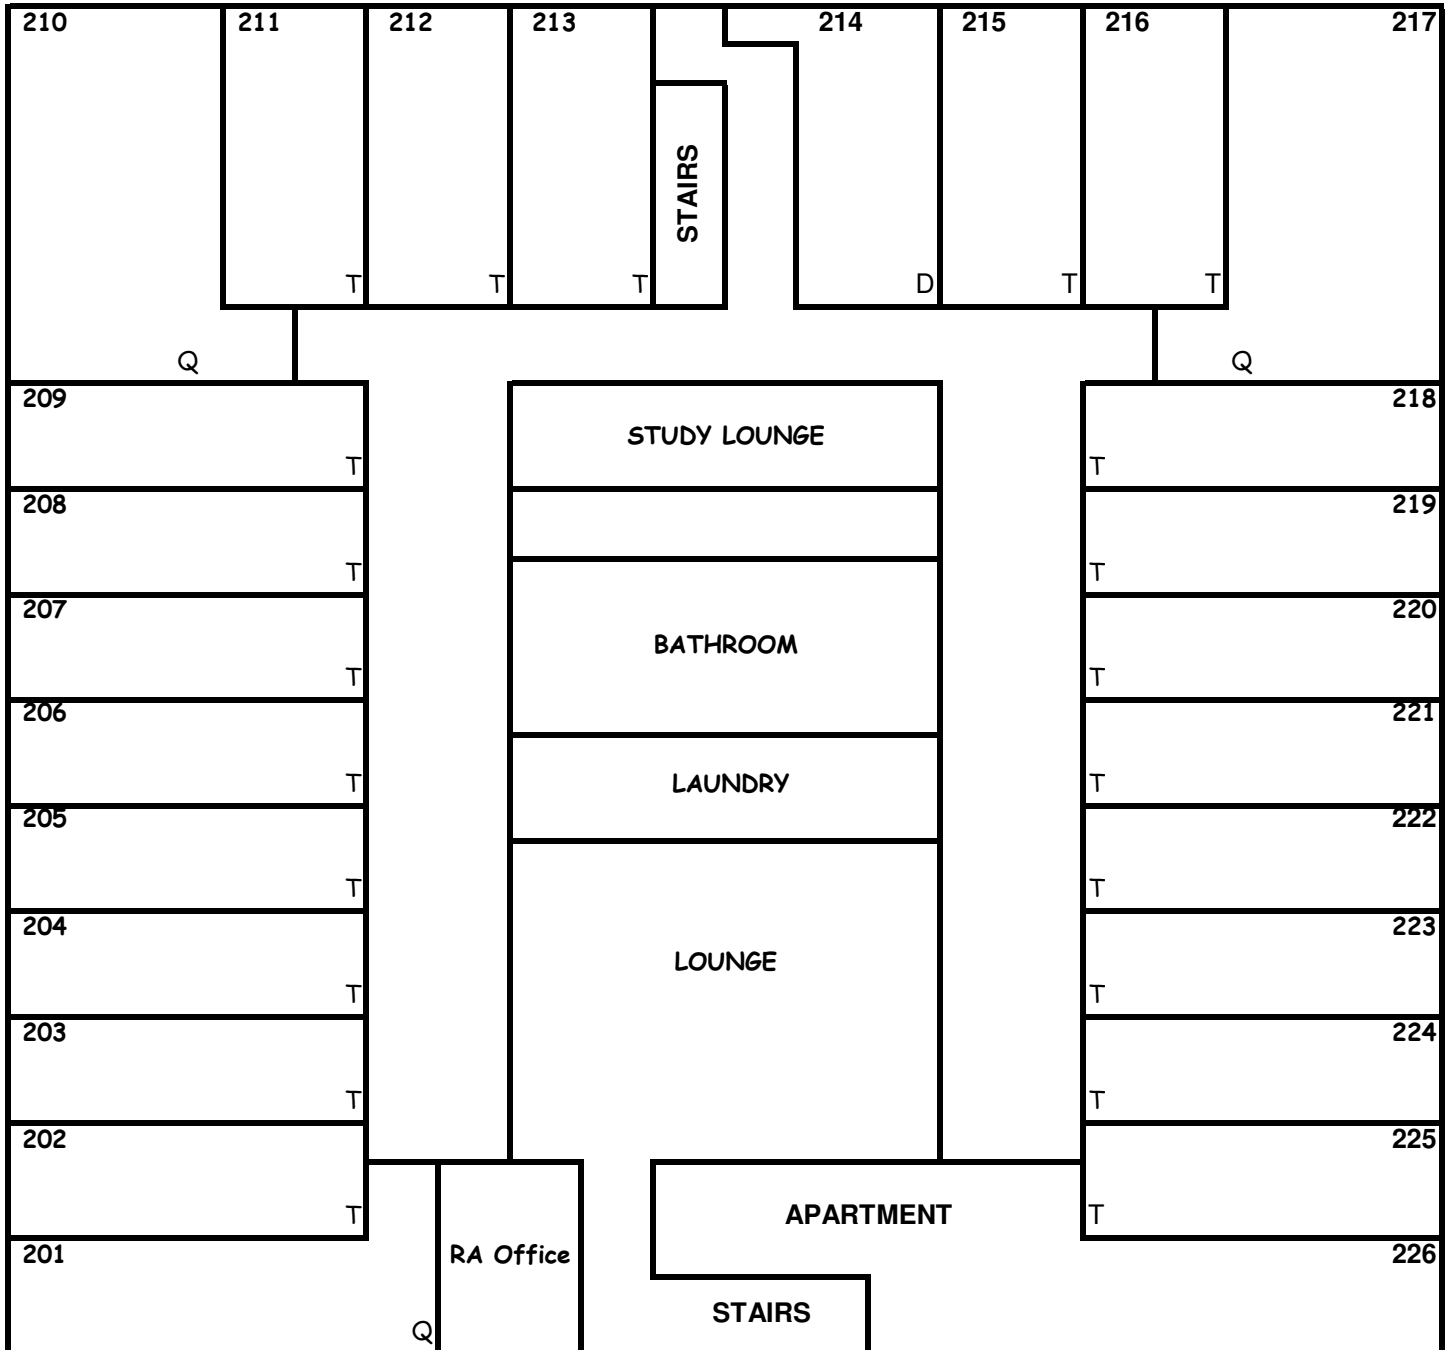 210
211
212
213
214
215
216
217
STAIRS
T
T
T
D
T
T
Q
Q
209
STUDY LOUNGE
218
T
T
208
219
T
T
207
220
BATHROOM
T
T
206
221
LAUNDRY
T
T
205
222
T
T
204
223
LOUNGE
T
T
203
224
T
T
202
225
APARTMENT
T
T
201
RA Office
226
STAIRS
Q